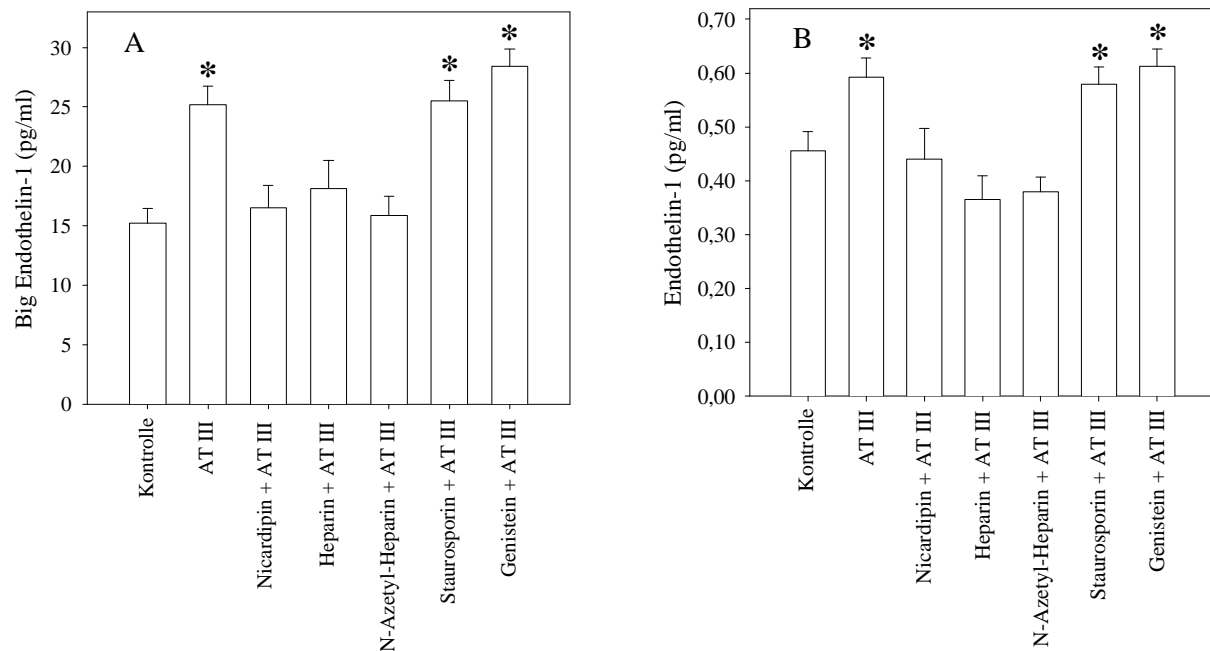 A
Big Endothelin-1 (pg/ml)
30
25
20
15
10
5
0
*
*
*
Kontrolle
AT III
Nicardipin + AT III
Heparin + AT III
N-Azetyl-Heparin + AT III
Staurosporin + AT III
Genistein + AT III
B
Endothelin-1 (pg/ml)
0,70
0,60
0,50
0,40
0,30
0,20
0,10
0,00
*
*
*
Kontrolle
AT III
Nicardipin + AT III
Heparin + AT III
N-Azetyl-Heparin + AT III
Staurosporin + AT III
Genistein + AT III